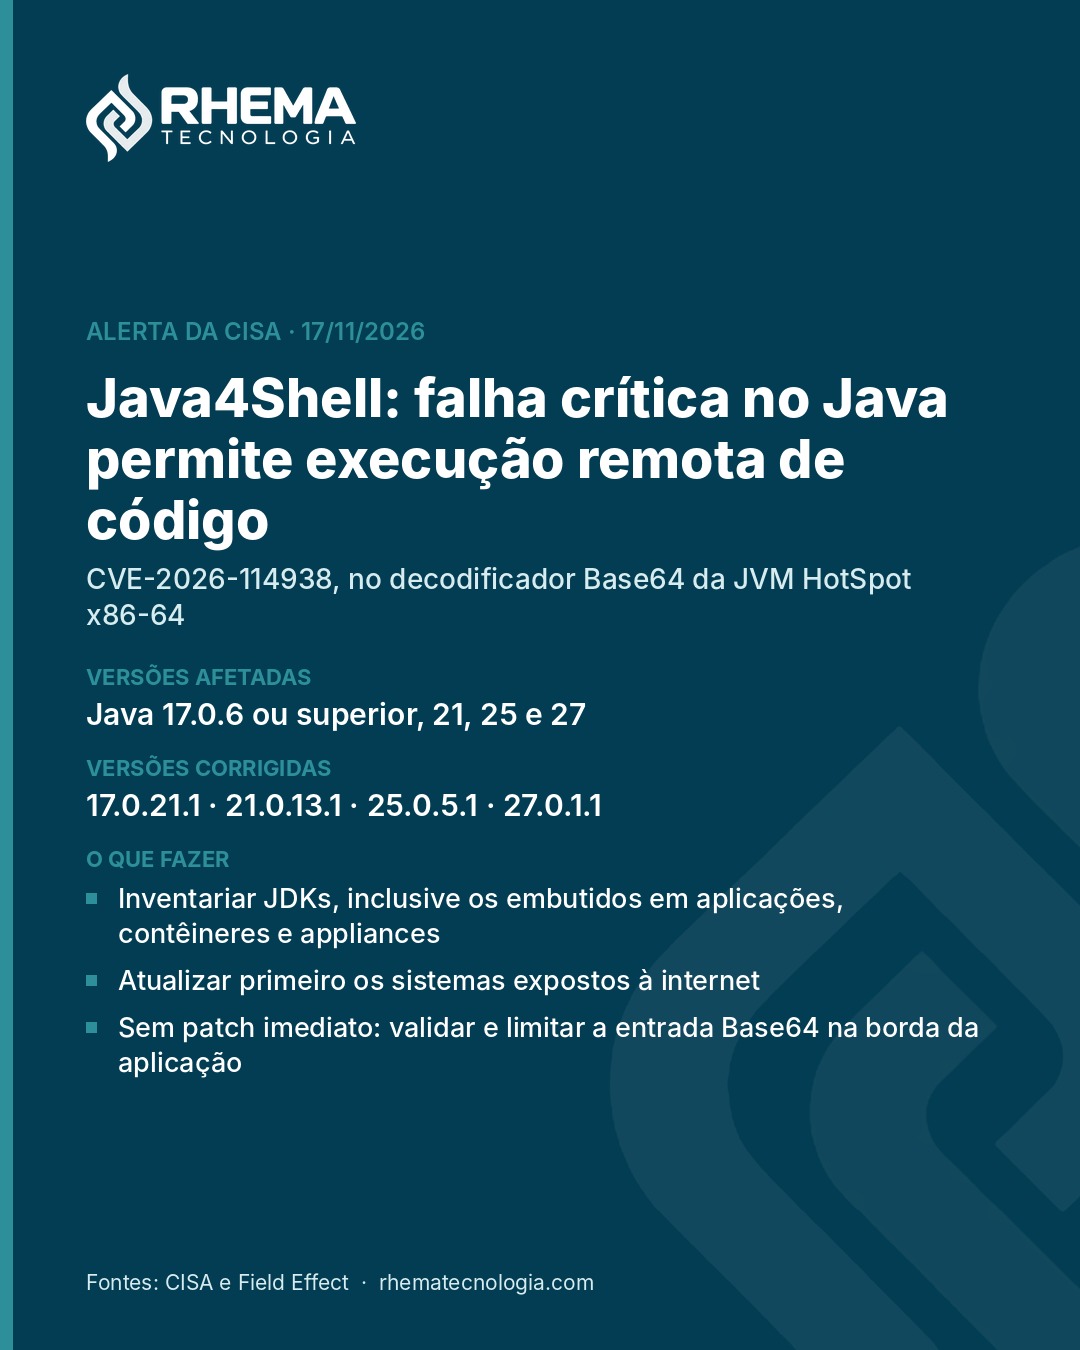 RHEMA
TECNOLOGIA
ALERTA DA CISA · 17/11/2026
Java4Shell: falha crítica no Java
permite execução remota de
código
CVE-2026-114938, no decodificador Base64 da JVM HotSpot
x86-64
VERSÕES AFETADAS
Java 17.0.6 ou superior, 21, 25 e 27
VERSÕES CORRIGIDAS
17.0.21.1 · 21.0.13.1 · 25.0.5.1 · 27.0.1.1
O QUE FAZER
Inventariar JDKs, inclusive os embutidos em aplicações,
contêineres e appliances
Atualizar primeiro os sistemas expostos à internet
Sem patch imediato: validar e limitar a entrada Base64 na borda da
aplicação
Fontes: CISA e Field Effect · rhematecnologia.com